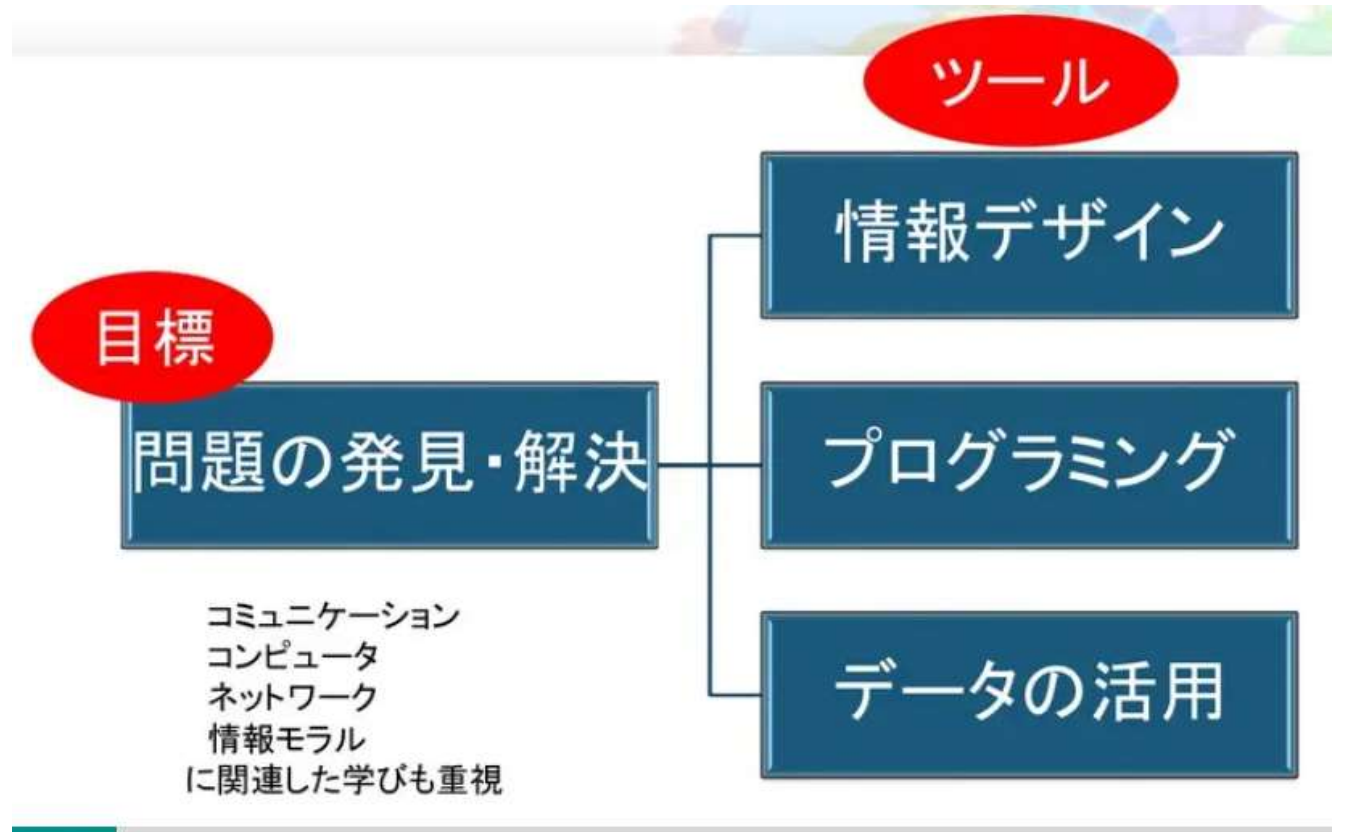 ツール
情報デザイン
目標
問題の発見・解決
プログラミング
データの活用
コミュニケーション
コンピュータ
ネットワーク
情報モラル
に関連した学びも重視